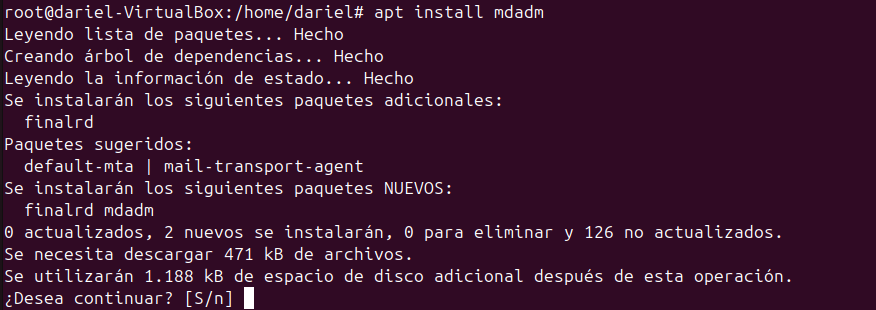 root@dariel-VirtualBox:/home/dariel# apt install mdadm
Leyendo lista de paquetes... Hecho
Creando árbol de dependencias... Hecho
Leyendo la información de estado... Hecho
Se instalarán los siguientes paquetes adicionales:
  finalrd
Paquetes sugeridos:
  default-mta | mail-transport-agent
Se instalarán los siguientes paquetes NUEVOS:
  finalrd mdadm
0 actualizados, 2 nuevos se instalarán, 0 para eliminar y 126 no actualizados.
Se necesita descargar 471 kB de archivos.
Se utilizarán 1.188 kB de espacio de disco adicional después de esta operación.
¿Desea continuar? [S/n]